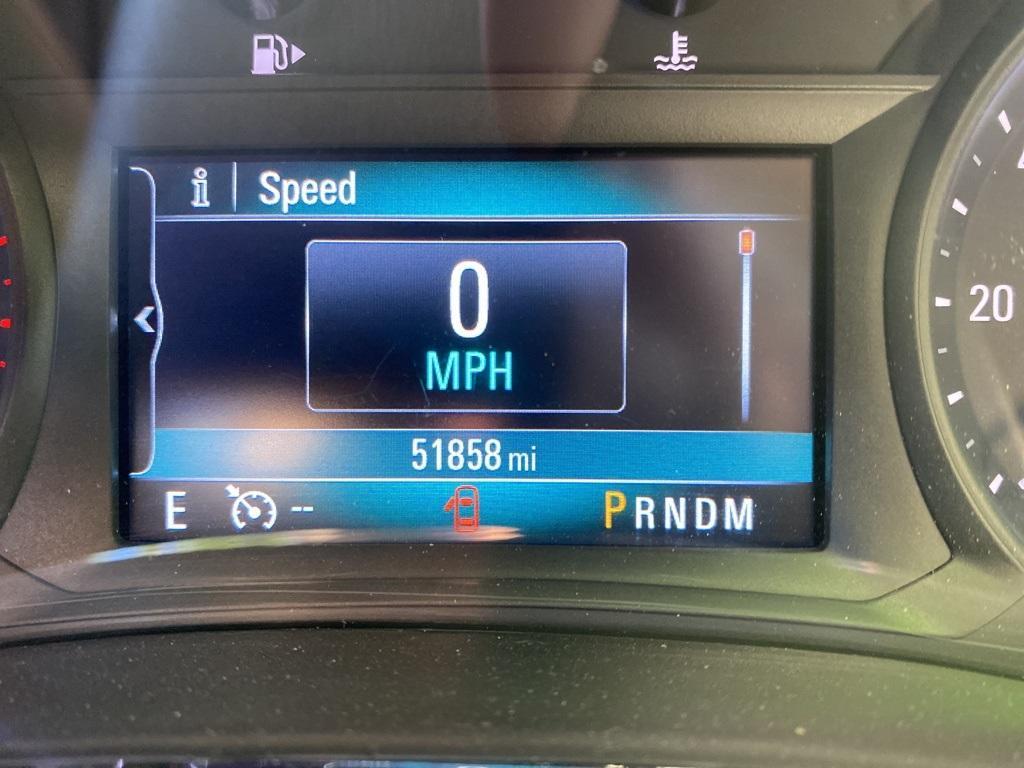 i Speed
0
MPH
20
51858 mi
E -- PRNDM